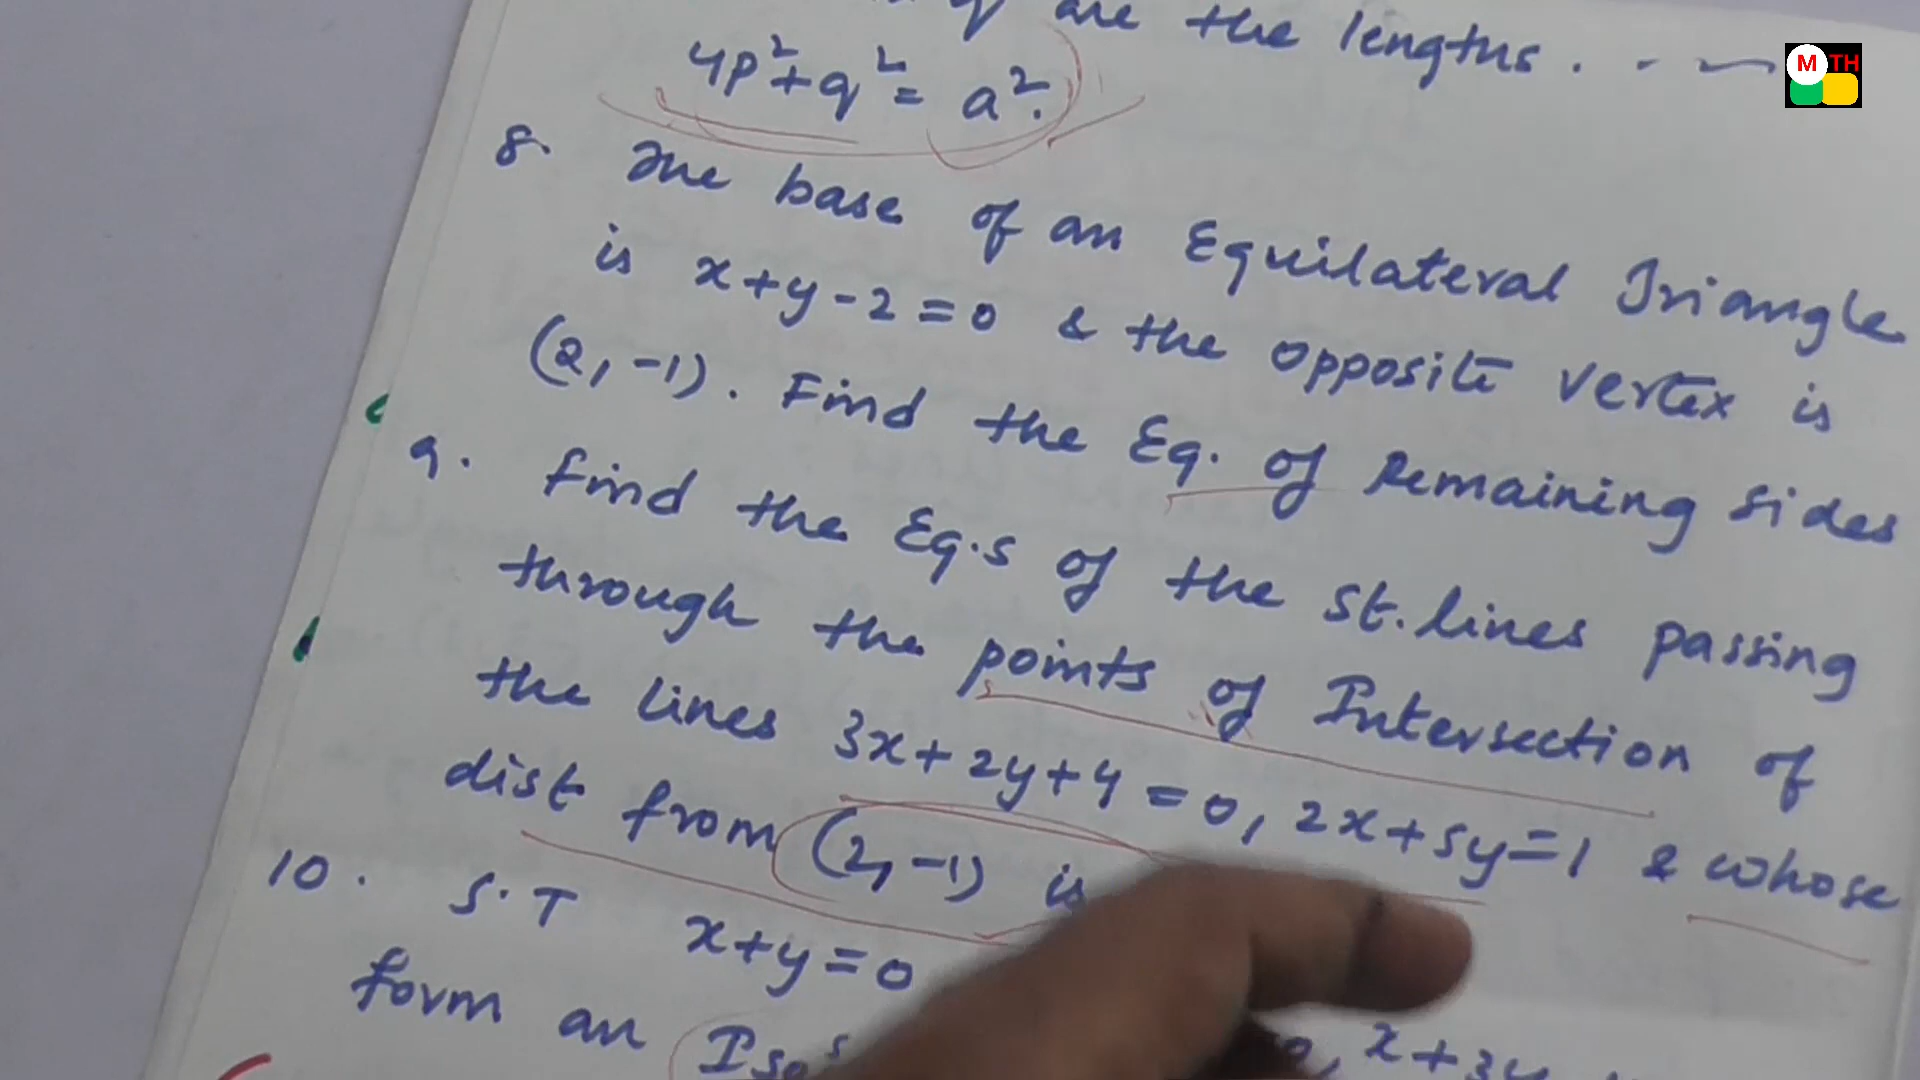 are the lengths.
4p²+q² = a².
8. The base of an Equilateral Triangle
is x+y-2=0 & the opposite vertex is
(2,-1). Find the Eq. of Remaining sides
9. Find the Eq.s of the st.lines passing
through the points of Intersection of
the lines 3x+2y+4=0, 2x+5y=1 & whose
dist from (2,-1) is
10. S.T x+y=0
form an Isos , x+3y
M TH